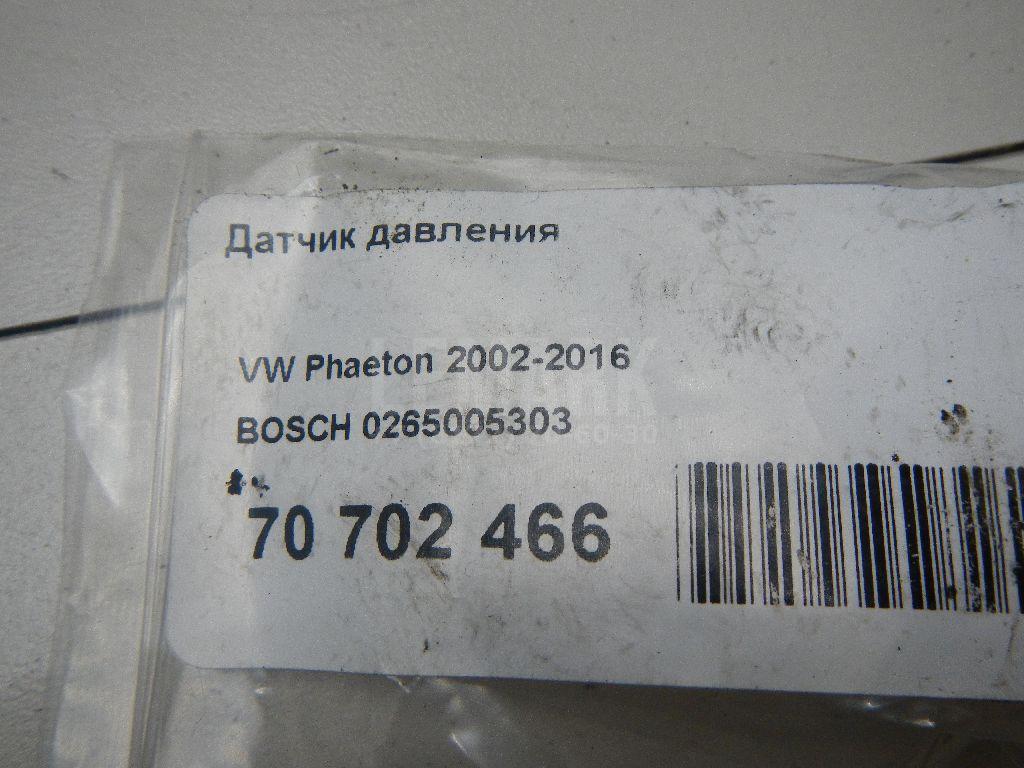 Датчик давления
VW Phaeton 2002-2016
BOSCH 0265005303
70 702 466